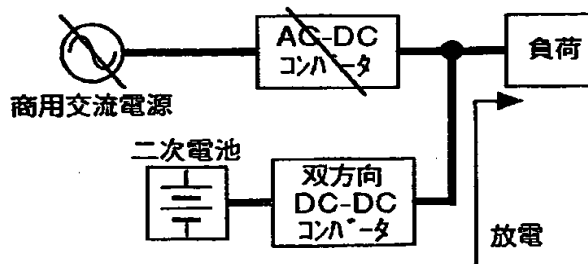 AC-DC
コンバータ
負荷
商用交流電源
二次電池
双方向
DC-DC
コンバータ
放電